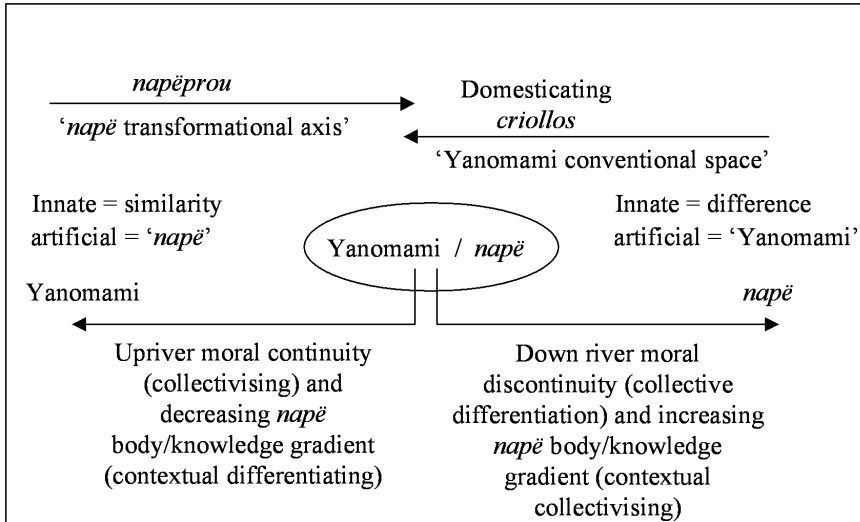 napëprou
‘napë transformational axis’
Domesticating
criollos
‘Yanomami conventional space’
Innate = similarity
artificial = ‘napë’
Innate = difference
artificial = ‘Yanomami’
Yanomami / napë
Yanomami
napë
Upriver moral continuity
(collectivising) and
decreasing napë
body/knowledge gradient
(contextual differentiating)
Down river moral
discontinuity (collective
differentiation) and increasing
napë body/knowledge
gradient (contextual
collectivising)